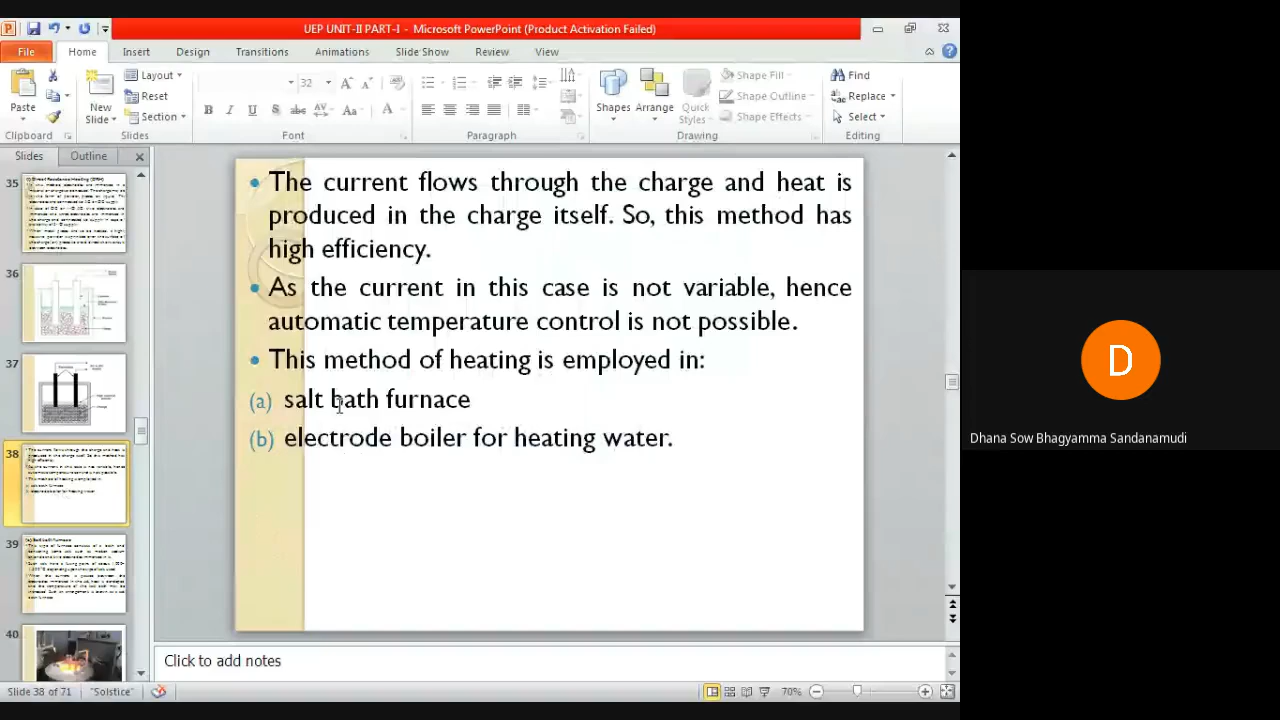 UEP UNIT-II PART-I - Microsoft PowerPoint (Product Activation Failed)
File Home Insert Design Transitions Animations Slide Show Review View
Paste
New Slide
Layout
Reset
Section
32
Shapes
Arrange
Quick Styles
Shape Fill
Shape Outline
Shape Effects
Find
Replace
Select
Clipboard Slides Font Paragraph Drawing Editing
Slides Outline
35
36
37
38
39
40
• The current flows through the charge and heat is
produced in the charge itself. So, this method has
high efficiency.
• As the current in this case is not variable, hence
automatic temperature control is not possible.
• This method of heating is employed in:
(a) salt bath furnace
(b) electrode boiler for heating water.
Click to add notes
Slide 38 of 71 "Solstice" 70%
D
Dhana Sow Bhagyamma Sandanamudi